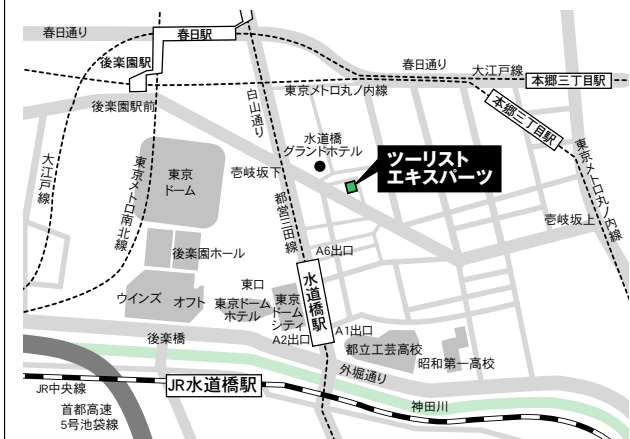 春日通り
春日駅
後楽園駅
春日通り
大江戸線
本郷三丁目駅
後楽園駅前
白山通り
東京メトロ丸ノ内線
本郷三丁目駅
水道橋
グランドホテル
ツーリスト
エキスパーツ
大江戸線
東京メトロ南北線
東京
ドーム
壱岐坂下
東京メトロ丸ノ内線
都営三田線
壱岐坂上
後楽園ホール
A6出口
東口
水道橋駅
ウインズ
オフト
東京ドーム
ホテル
東京
ドーム
シティ
A1出口
A2出口
後楽橋
都立工芸高校
昭和第一高校
外堀通り
JR中央線
JR水道橋駅
神田川
首都高速
5号池袋線